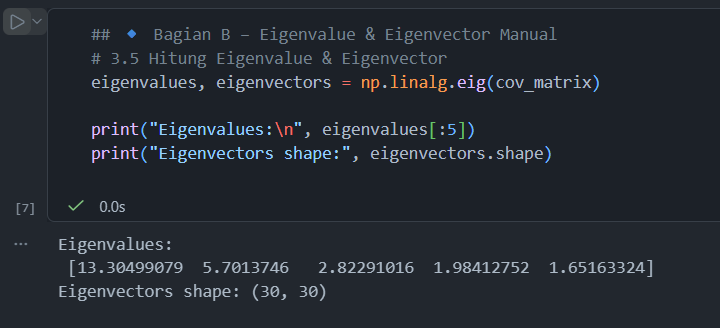 ## 🔹 Bagian B – Eigenvalue & Eigenvector Manual
# 3.5 Hitung Eigenvalue & Eigenvector
eigenvalues, eigenvectors = np.linalg.eig(cov_matrix)
print("Eigenvalues:\n", eigenvalues[:5])
print("Eigenvectors shape:", eigenvectors.shape)
[7] 0.0s
... Eigenvalues:
[13.30499079 5.7013746 2.82291016 1.98412752 1.65163324]
Eigenvectors shape: (30, 30)